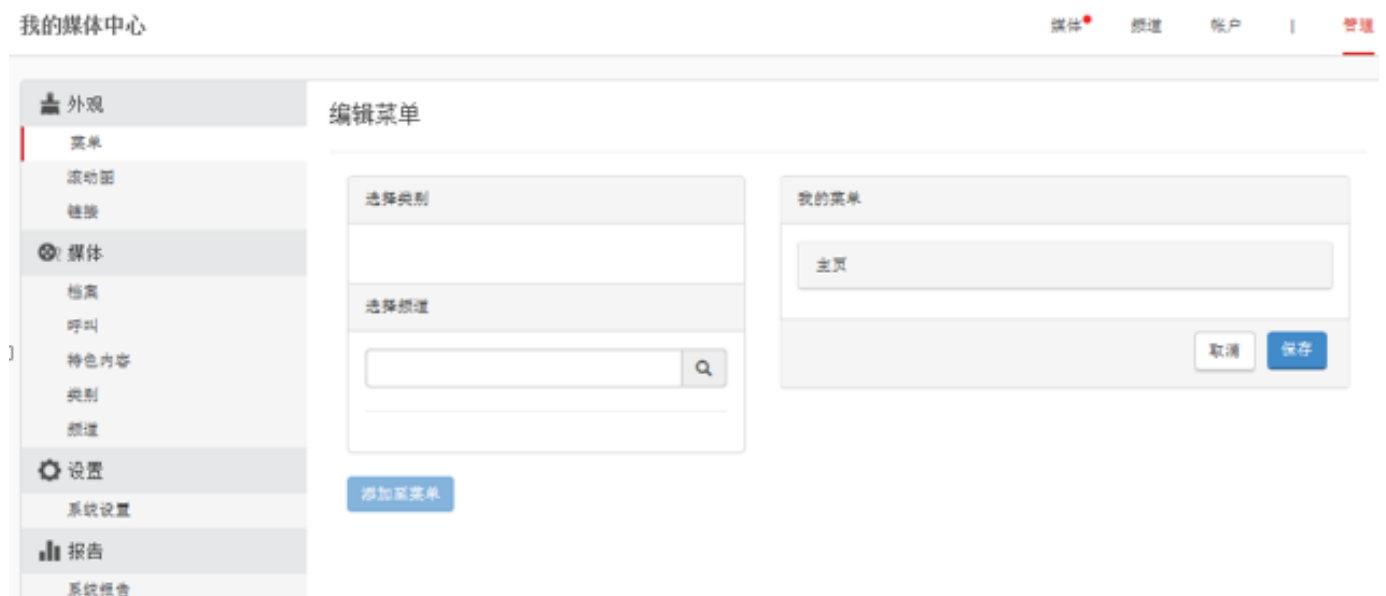 我的媒体中心
媒体 频道 帐户 | 管理
外观
菜单
滚动图
链接
媒体
档案
呼叫
特色内容
类别
频道
设置
系统设置
报告
系统报告
编辑菜单
选择类别
选择频道
添加至菜单
我的菜单
主页
取消 保存